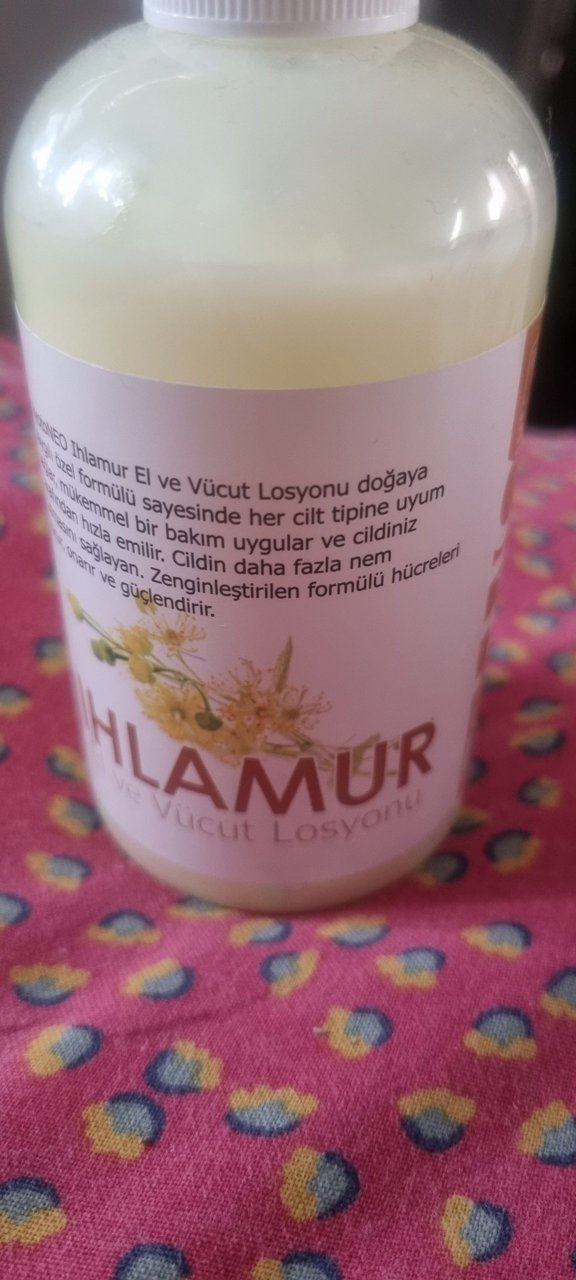 Ihlamur El ve Vücut Losyonu doğaya
özel formülü sayesinde her cilt tipine uyum
mükemmel bir bakım uygular ve cildiniz
hızla emilir. Cildin daha fazla nem
sağlayan. Zenginleştirilen formülü hücreleri
onarır ve güçlendirir.
IHLAMUR
ve Vücut Losyonu